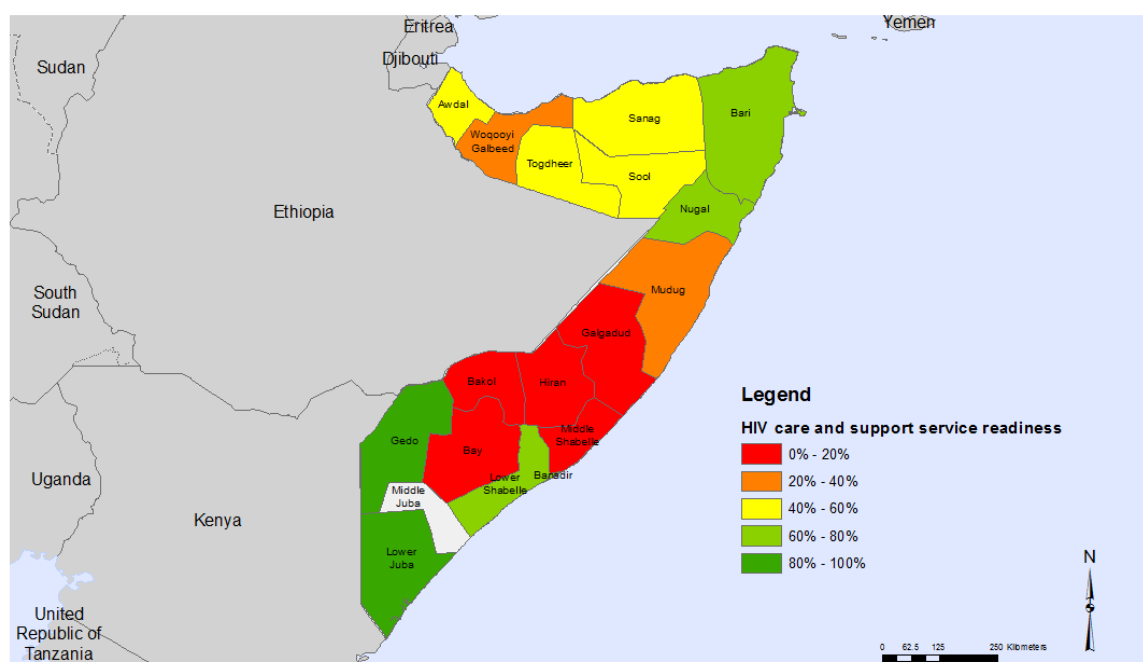 Eritrea
Yemen
Djibouti
Sudan
Awdal
Sanag
Bari
Woqooyi
Galbeed
Togdheer
Sool
Ethiopia
Nugal
South
Sudan
Mudug
Galgadud
Bakol
Hiran
Legend
HIV care and support service readiness
0% - 20%
20% - 40%
40% - 60%
60% - 80%
80% - 100%
Gedo
Bay
Middle
Shabelle
Uganda
Middle
Juba
Lower
Shabelle
Banadir
Kenya
Lower
Juba
N
United
Republic of
Tanzania
0 62.5 125 250 Kilometers